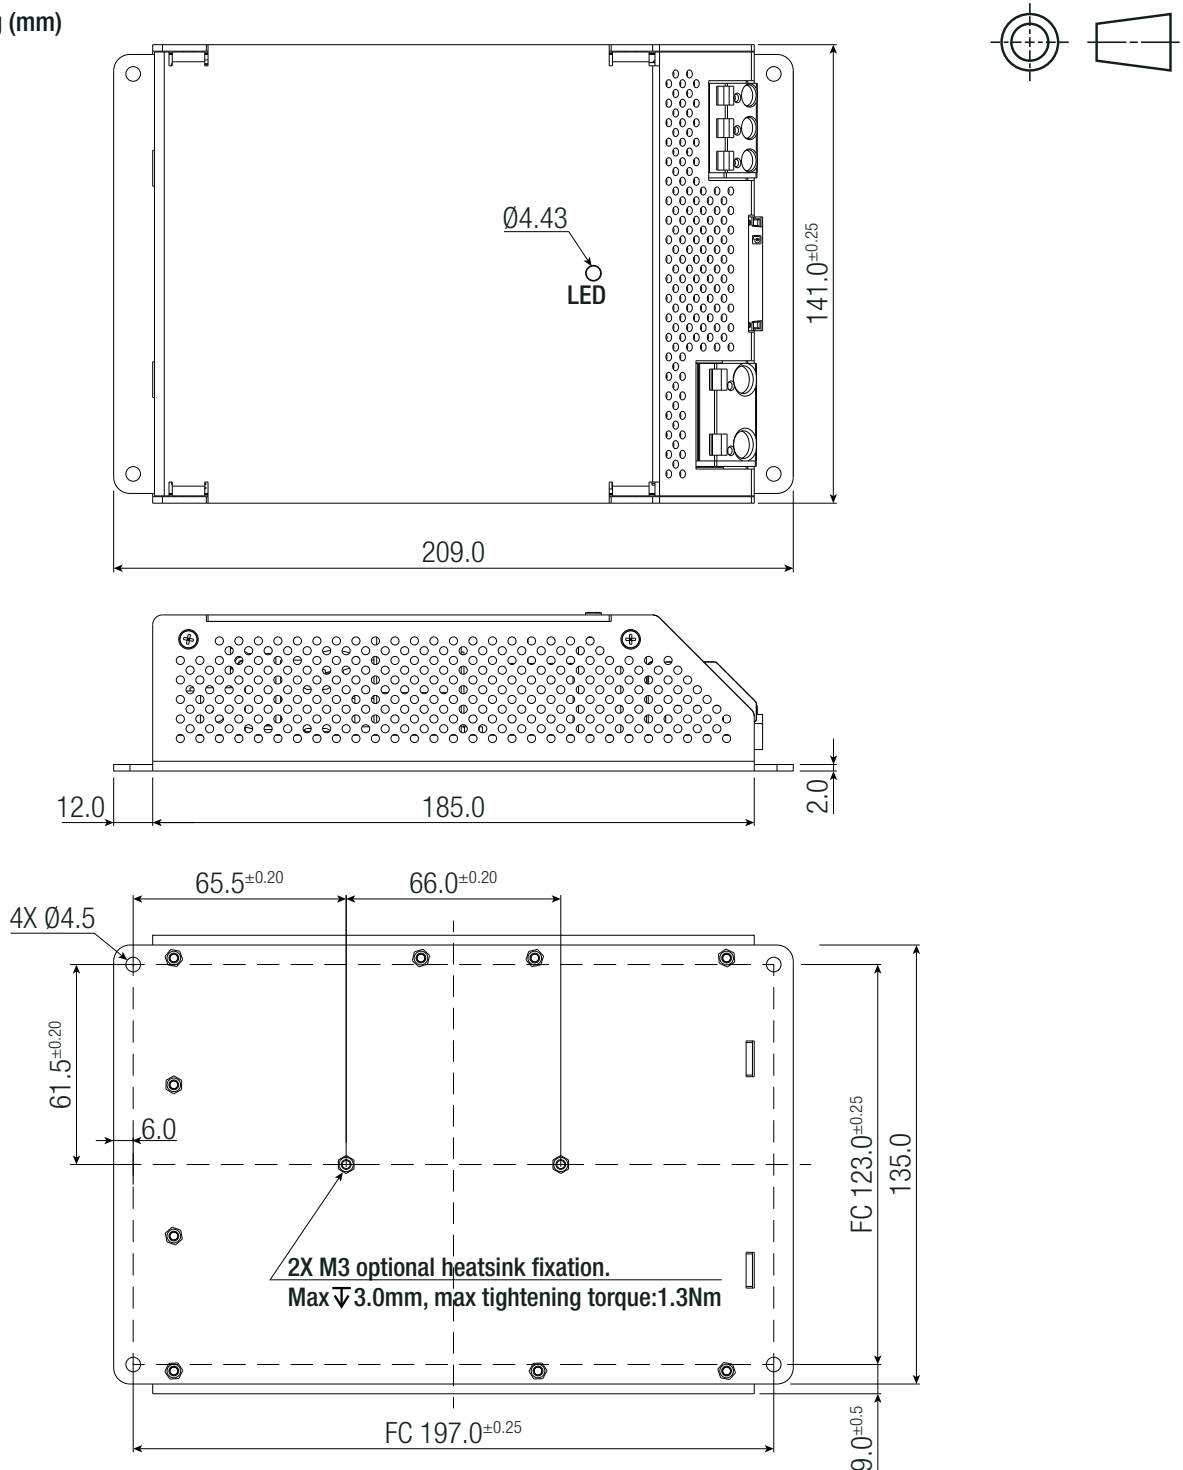 (mm)
Ø4.43
LED
141.0±0.25
209.0
12.0
185.0
2.0
65.5±0.20
66.0±0.20
4X Ø4.5
61.5±0.20
6.0
FC 123.0±0.25
135.0
2X M3 optional heatsink fixation.
Max ↧ 3.0mm, max tightening torque:1.3Nm
FC 197.0±0.25
9.0±0.5